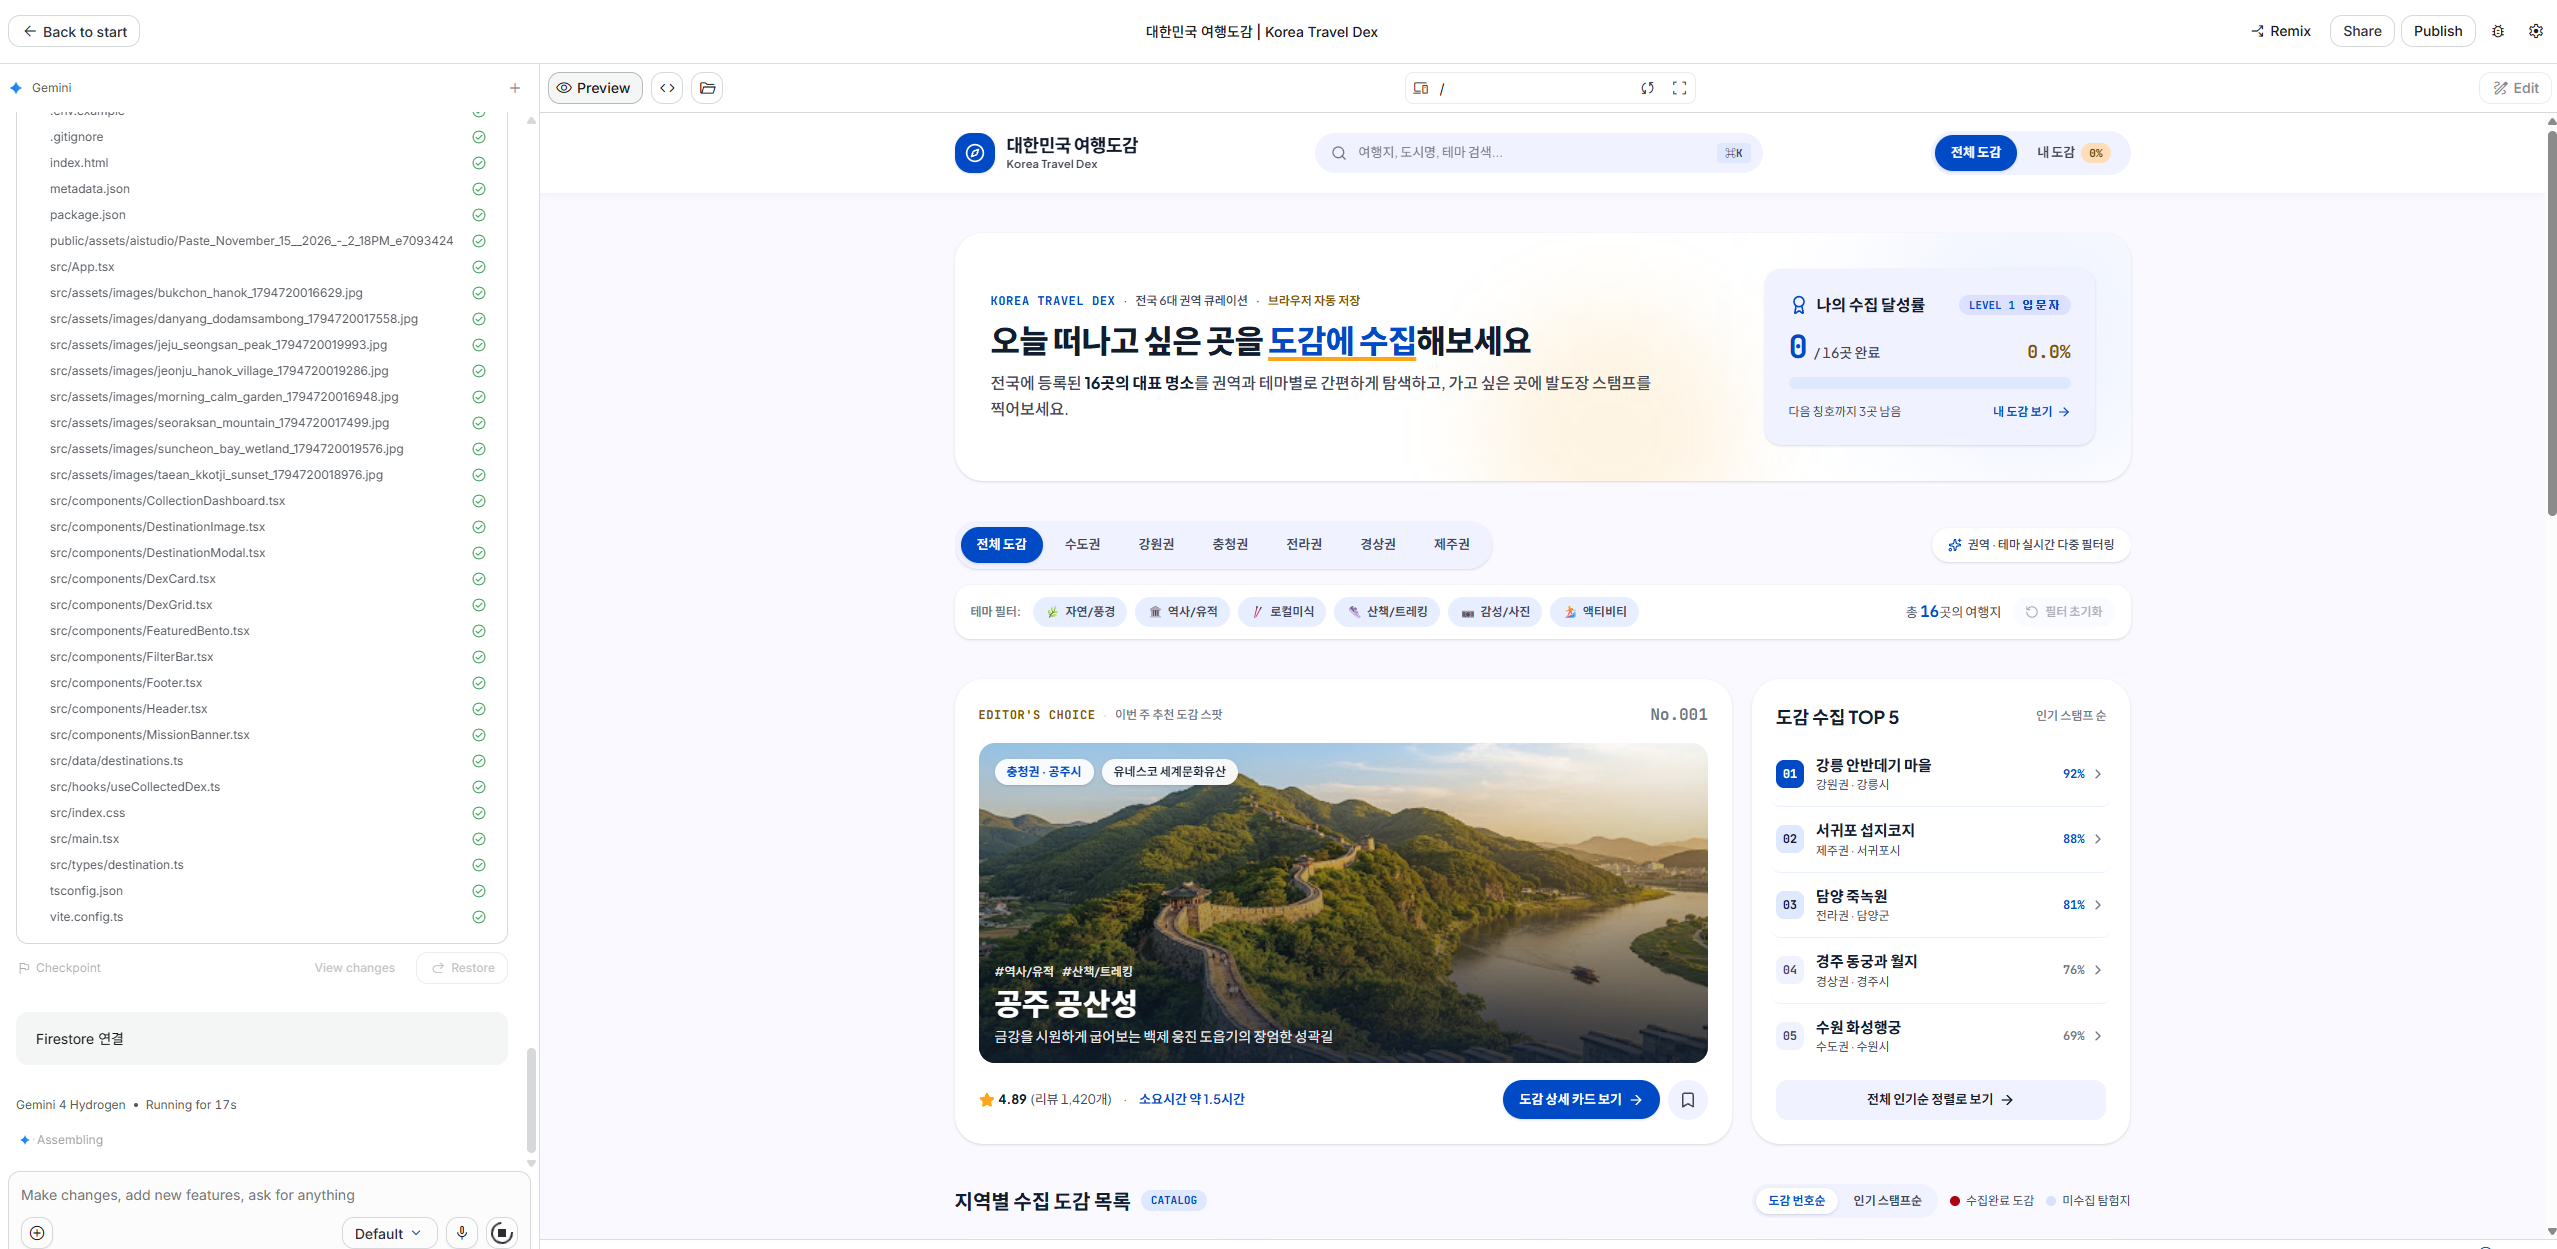 Back to start
대한민국 여행도감 | Korea Travel Dex
Remix
Share
Publish
Gemini
.gitignore
index.html
metadata.json
package.json
public/assets/aistudio/Paste_November_15__2026_-_2_18PM_e7093424
src/App.tsx
src/assets/images/bukchon_hanok_1794720016629.jpg
src/assets/images/danyang_dodamsambong_1794720017558.jpg
src/assets/images/jeju_seongsan_peak_1794720019993.jpg
src/assets/images/jeonju_hanok_village_1794720019286.jpg
src/assets/images/morning_calm_garden_1794720016948.jpg
src/assets/images/seoraksan_mountain_1794720017499.jpg
src/assets/images/suncheon_bay_wetland_1794720019576.jpg
src/assets/images/taean_kkotji_sunset_1794720018976.jpg
src/components/CollectionDashboard.tsx
src/components/DestinationImage.tsx
src/components/DestinationModal.tsx
src/components/DexCard.tsx
src/components/DexGrid.tsx
src/components/FeaturedBento.tsx
src/components/FilterBar.tsx
src/components/Footer.tsx
src/components/Header.tsx
src/components/MissionBanner.tsx
src/data/destinations.ts
src/hooks/useCollectedDex.ts
src/index.css
src/main.tsx
src/types/destination.ts
tsconfig.json
vite.config.ts
Checkpoint
View changes
Restore
Firestore 연결
Gemini 4 Hydrogen • Running for 17s
Assembling
Make changes, add new features, ask for anything
Default
Preview
/
Edit
대한민국 여행도감
Korea Travel Dex
여행지, 도시명, 테마 검색...
⌘K
전체 도감
내 도감 0%
KOREA TRAVEL DEX · 전국 6대 권역 큐레이션 · 브라우저 자동 저장
오늘 떠나고 싶은 곳을 도감에 수집해보세요
전국에 등록된 16곳의 대표 명소를 권역과 테마별로 간편하게 탐색하고, 가고 싶은 곳에 발도장 스탬프를
찍어보세요.
나의 수집 달성률
LEVEL 1 입문자
0 / 16곳 완료
0.0%
다음 칭호까지 3곳 남음
내 도감 보기 →
전체 도감
수도권
강원권
충청권
전라권
경상권
제주권
권역 · 테마 실시간 다중 필터링
테마 필터:
자연/풍경
역사/유적
로컬미식
산책/트레킹
감성/사진
액티비티
총 16곳의 여행지
필터 초기화
EDITOR'S CHOICE · 이번 주 추천 도감 스팟
No.001
충청권 · 공주시
유네스코 세계문화유산
#역사/유적 #산책/트레킹
공주 공산성
금강을 시원하게 굽어보는 백제 웅진 도읍기의 장엄한 성곽길
4.89 (리뷰 1,420개) · 소요시간 약 1.5시간
도감 상세 카드 보기 →
도감 수집 TOP 5
인기 스탬프 순
01
강릉 안반데기 마을
강원권 · 강릉시
92%
02
서귀포 섭지코지
제주권 · 서귀포시
88%
03
담양 죽녹원
전라권 · 담양군
81%
04
경주 동궁과 월지
경상권 · 경주시
76%
05
수원 화성행궁
수도권 · 수원시
69%
전체 인기순 정렬로 보기 →
지역별 수집 도감 목록
CATALOG
도감 번호순
인기 스탬프순
수집완료 도감
미수집 탐험지